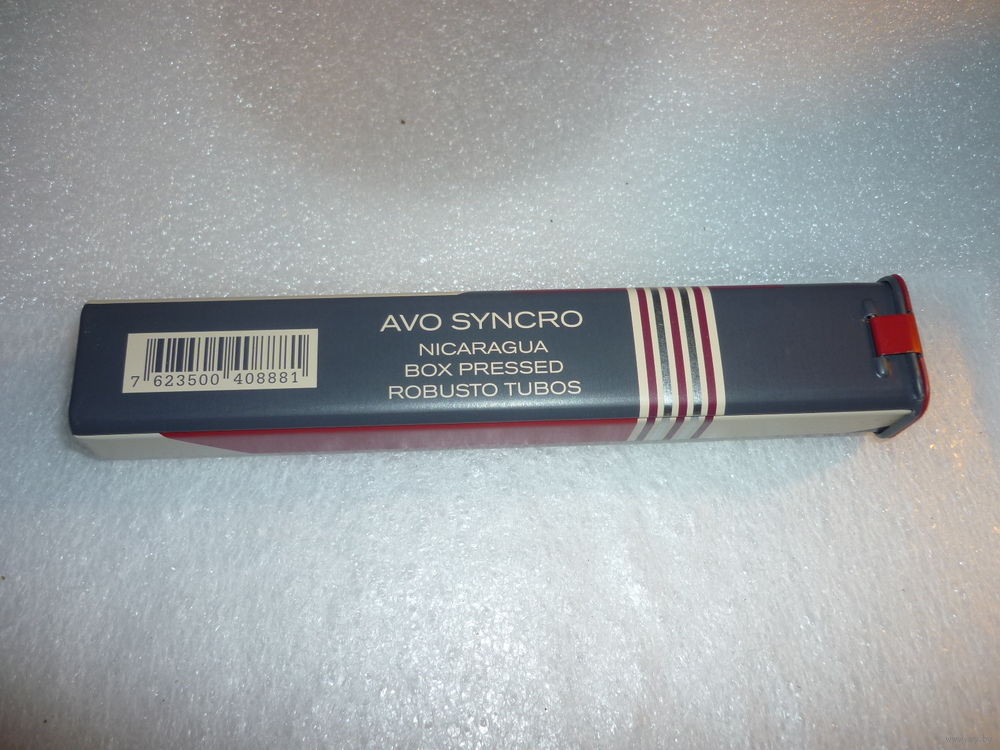 AVO SYNCRO
NICARAGUA
BOX PRESSED
ROBUSTO TUBOS
7 623500 408881